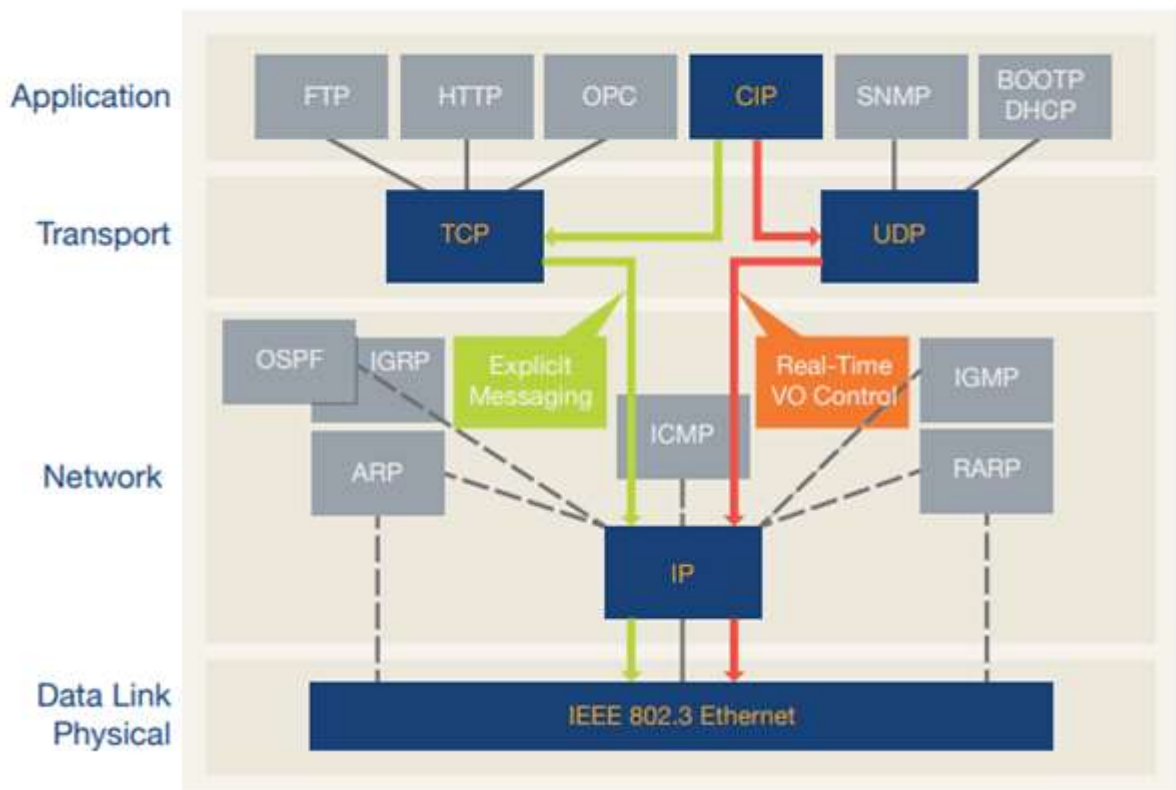 Application
FTP
HTTP
OPC
CIP
SNMP
BOOTP
DHCP
Transport
TCP
UDP
OSPF
IGRP
Explicit
Messaging
Real-Time
VO Control
IGMP
ICMP
Network
ARP
RARP
IP
Data Link
Physical
IEEE 802.3 Ethernet